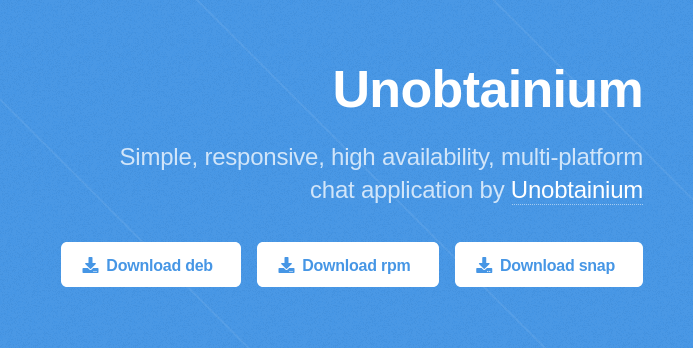 Unobtainium
Simple, responsive, high availability, multi-platform
chat application by Unobtainium
Download deb
Download rpm
Download snap